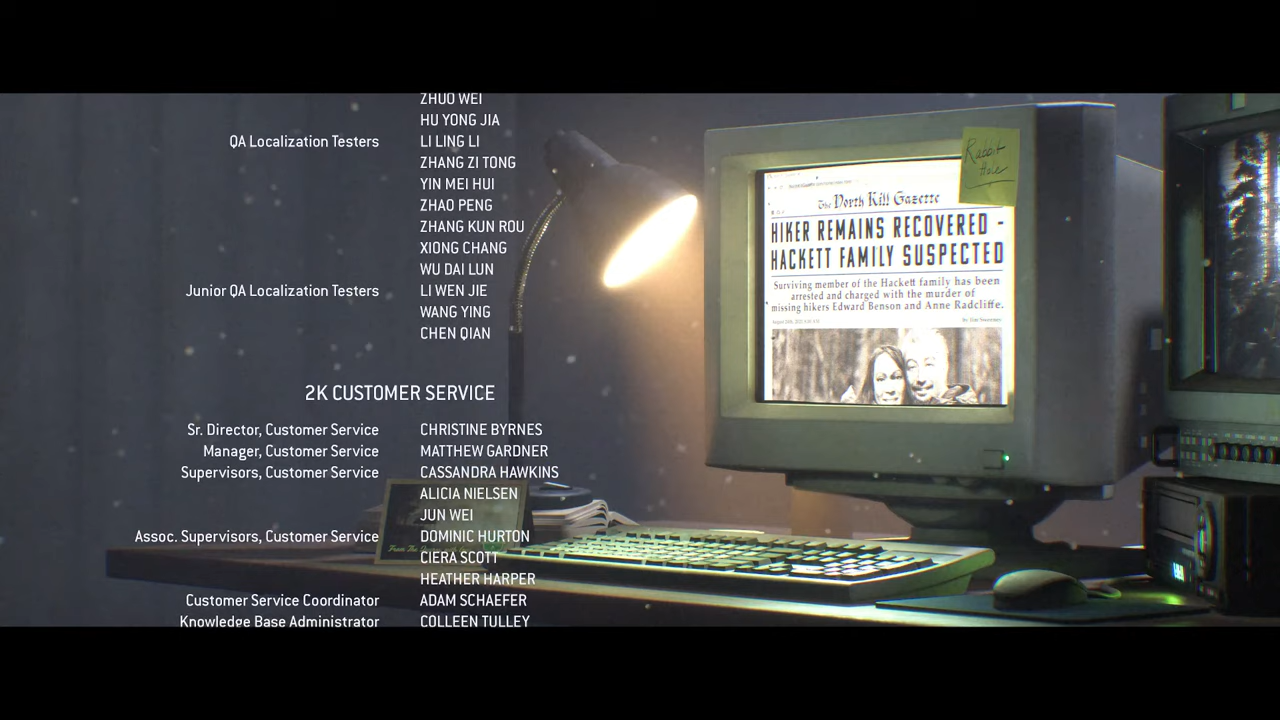 ZHUO WEI
HU YONG JIA
QA Localization Testers LI LING LI
ZHANG ZI TONG
YIN MEI HUI
ZHAO PENG
ZHANG KUN ROU
XIONG CHANG
WU DAI LUN
Junior QA Localization Testers LI WEN JIE
WANG YING
CHEN QIAN
2K CUSTOMER SERVICE
Sr. Director, Customer Service CHRISTINE BYRNES
Manager, Customer Service MATTHEW GARDNER
Supervisors, Customer Service CASSANDRA HAWKINS
ALICIA NIELSEN
JUN WEI
Assoc. Supervisors, Customer Service DOMINIC HURTON
CIERA SCOTT
HEATHER HARPER
Customer Service Coordinator ADAM SCHAEFER
Knowledge Base Administrator COLLEEN TULLEY
Rabbit
Hole
The North Kill Gazette
HIKER REMAINS RECOVERED -
HACKETT FAMILY SUSPECTED
Surviving member of the Hackett family has been
arrested and charged with the murder of
missing hikers Edward Benson and Anne Radcliffe.
From The